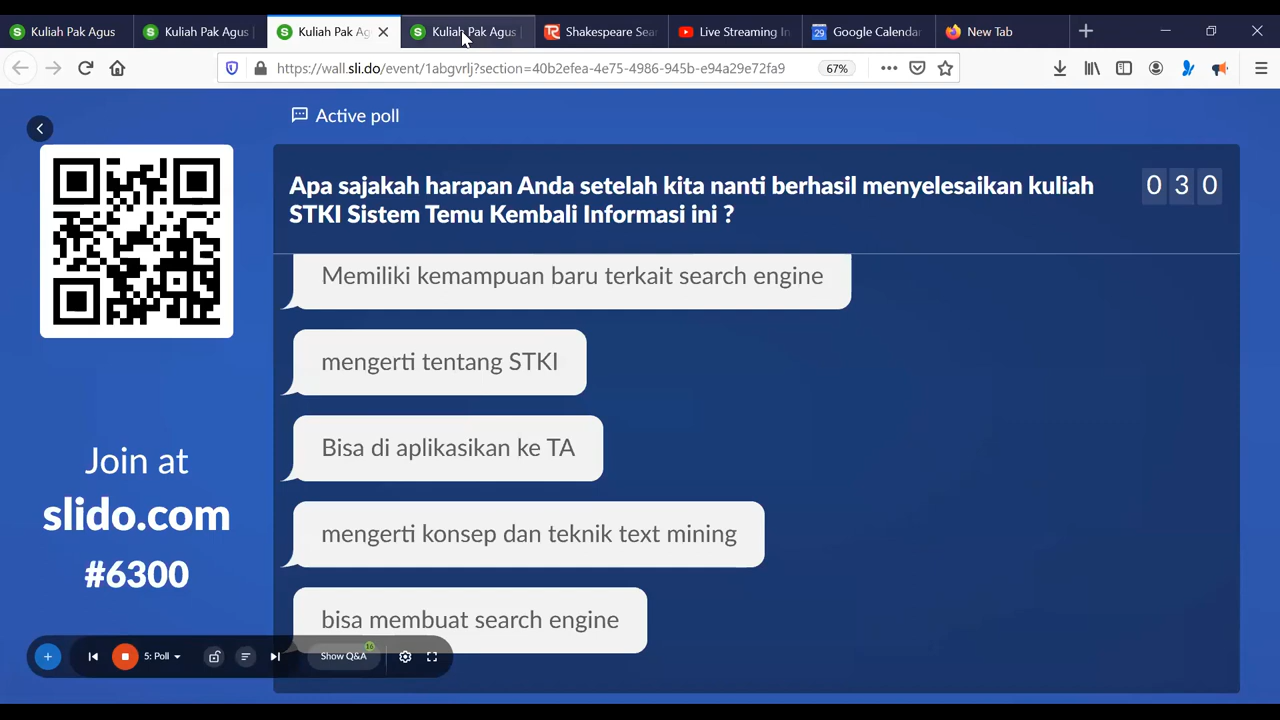 Kuliah Pak Agus
Kuliah Pak Agus
Kuliah Pak Ag
Kuliah Pak Agus
Shakespeare Sea
Live Streaming In
Google Calenda
New Tab
https://wall.sli.do/event/1abgvrlj?section=40b2efea-4e75-4986-945b-e94a29e72fa9
67%
Active poll
Apa sajakah harapan Anda setelah kita nanti berhasil menyelesaikan kuliah
STKI Sistem Temu Kembali Informasi ini ?
0 3 0
Memiliki kemampuan baru terkait search engine
mengerti tentang STKI
Bisa di aplikasikan ke TA
mengerti konsep dan teknik text mining
bisa membuat search engine
Join at
slido.com
#6300
5: Poll
Show Q&A
16